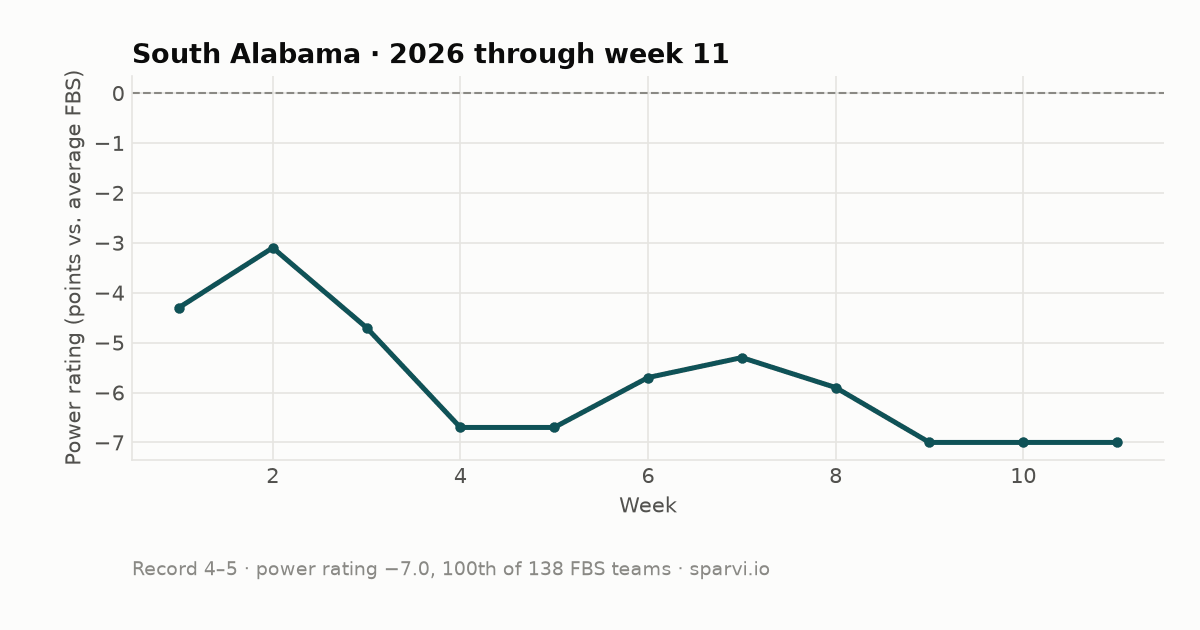 South Alabama · 2026 through week 11
Power rating (points vs. average FBS)
0
−1
−2
−3
−4
−5
−6
−7
2 4 6 8 10
Week
Record 4–5 · power rating −7.0, 100th of 138 FBS teams · sparvi.io